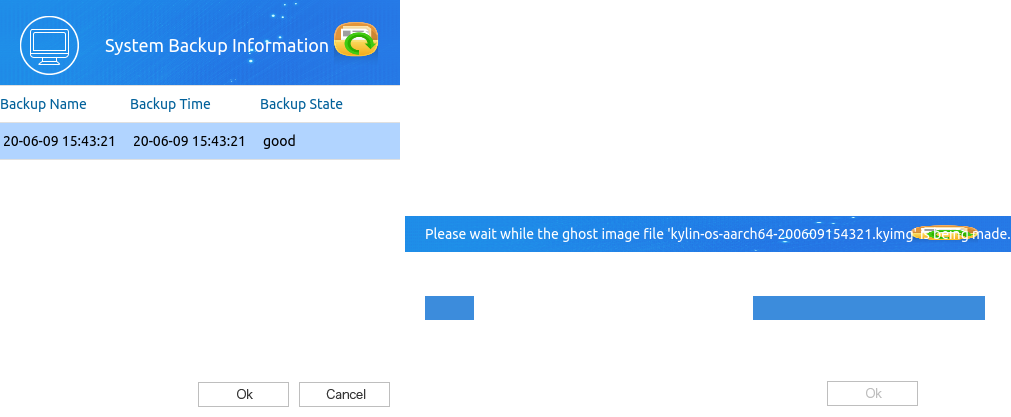 System Backup Information
Backup Name Backup Time Backup State
20-06-09 15:43:21 20-06-09 15:43:21 good
Ok Cancel
Please wait while the ghost image file 'kylin-os-aarch64-200609154321.kyimg' is being made.
Ok